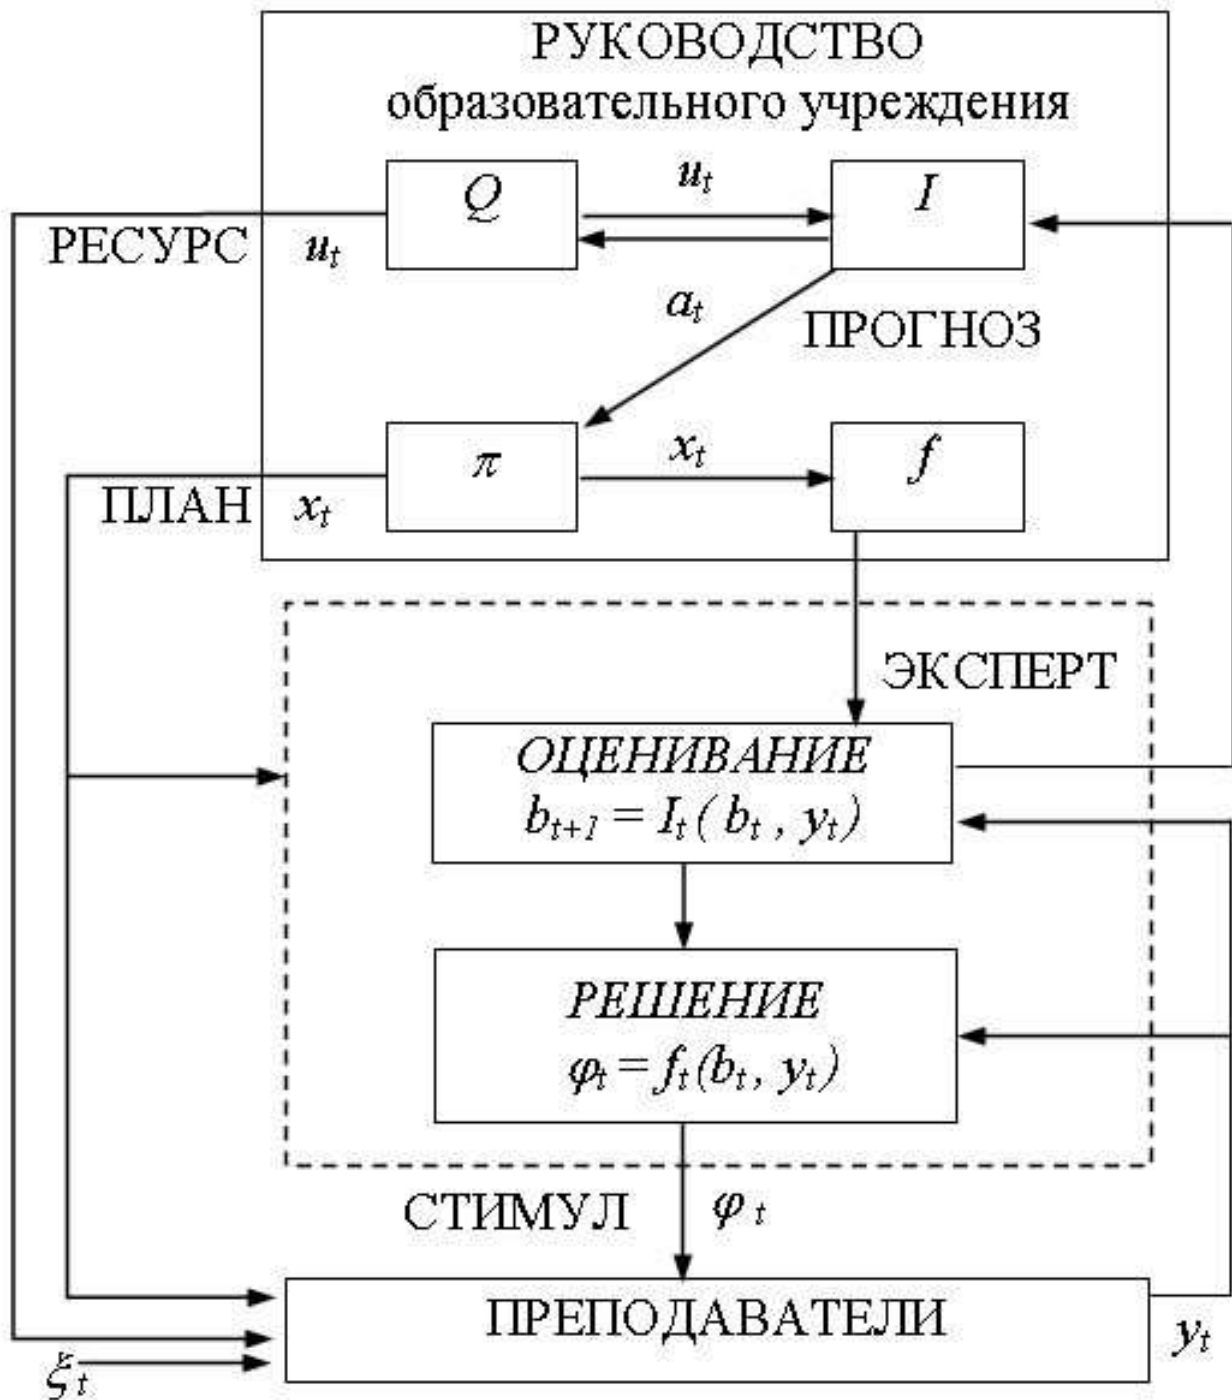 РУКОВОДСТВО
образовательного учреждения
Q
u_t
I
РЕСУРС
u_t
a_t
ПРОГНОЗ
π
x_t
f
ПЛАН
x_t
ЭКСПЕРТ
ОЦЕНИВАНИЕ
b_{t+1} = I_t ( b_t , y_t)
РЕШЕНИЕ
φ_t = f_t (b_t , y_t)
СТИМУЛ
φ_t
ПРЕПОДАВАТЕЛИ
y_t
ξ_t